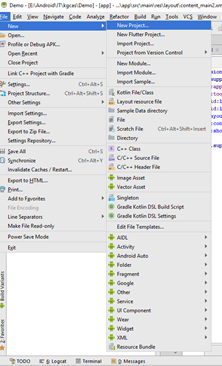 Demo - [E:\Android\IT\kgcas\Demo] - [app] - ...\app\src\main\res\layout\content_main2.xm
File Edit View Navigate Code Analyze Refactor Build Run Tools VCS Window
New
Open...
Profile or Debug APK...
Open Recent
Close Project
Link C++ Project with Gradle
Settings... Ctrl+Alt+S
Project Structure... Ctrl+Alt+Shift+S
Other Settings
Import Settings...
Export Settings...
Export to Zip File...
Settings Repository...
Save All Ctrl+S
Synchronize Ctrl+Alt+Y
Invalidate Caches / Restart...
Export to HTML...
Print...
Add to Favorites
File Encoding
Line Separators
Make File Read-only
Power Save Mode
Exit
New Project...
New Flutter Project...
Import Project...
Project from Version Control
New Module...
Import Module...
Import Sample...
Kotlin File/Class
Layout resource file
Sample Data directory
File
Scratch File Ctrl+Alt+Shift+Insert
Directory
C++ Class
C/C++ Source File
C/C++ Header File
Image Asset
Vector Asset
Singleton
Gradle Kotlin DSL Build Script
Gradle Kotlin DSL Settings
Edit File Templates...
AIDL
Activity
Android Auto
Folder
Fragment
Google
Other
Service
UI Component
Wear
Widget
XML
Resource Bundle
Build Variants
2: Favorites
TODO 6: Logcat Terminal 0: Messages